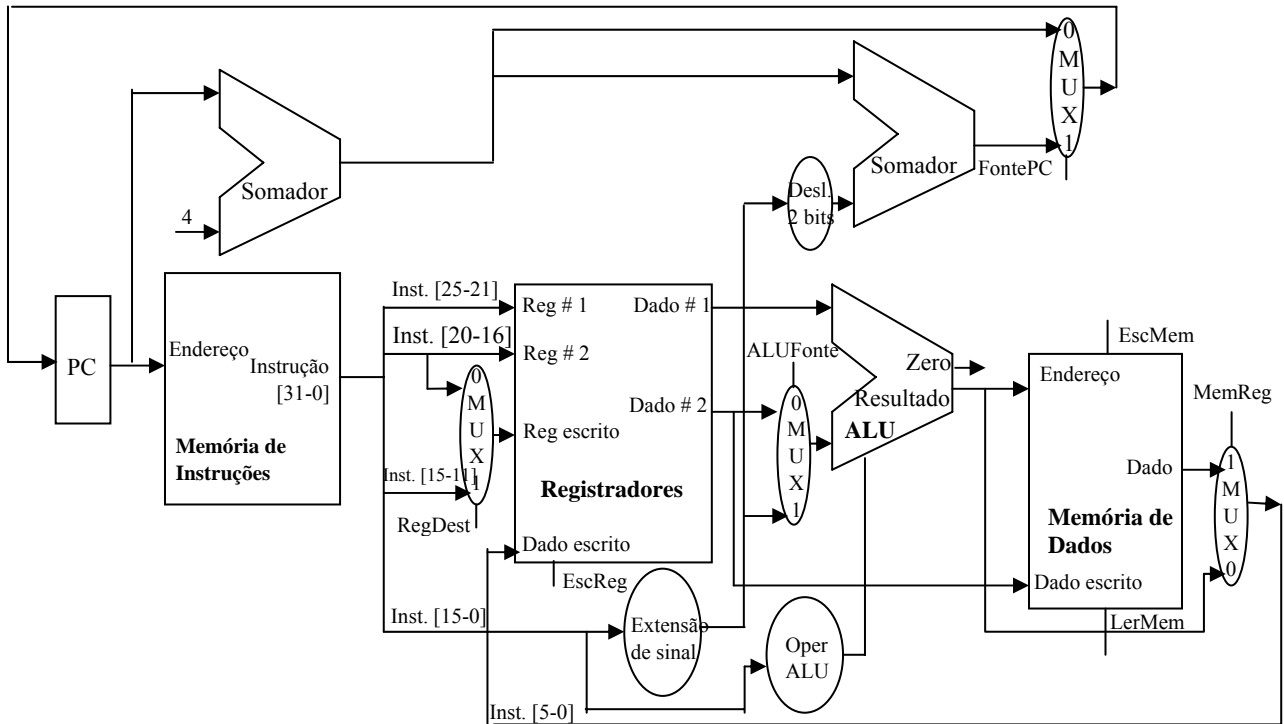 0
M
U
X
1
Somador
4
Somador
FontePC
Desl.
2 bits
PC
Endereço
Instrução
[31-0]
Memória de
Instruções
Inst. [25-21]
Inst. [20-16]
0
M
U
X
1
Inst. [15-11]
RegDest
Reg # 1
Reg # 2
Reg escrito
Dado # 1
Dado # 2
Registradores
Dado escrito
EscReg
ALUFonte
0
M
U
X
1
Zero
Resultado
ALU
EscMem
Endereço
Dado
Memória de
Dados
Dado escrito
LerMem
MemReg
1
M
U
X
0
Inst. [15-0]
Extensão
de sinal
Oper
ALU
Inst. [5-0]